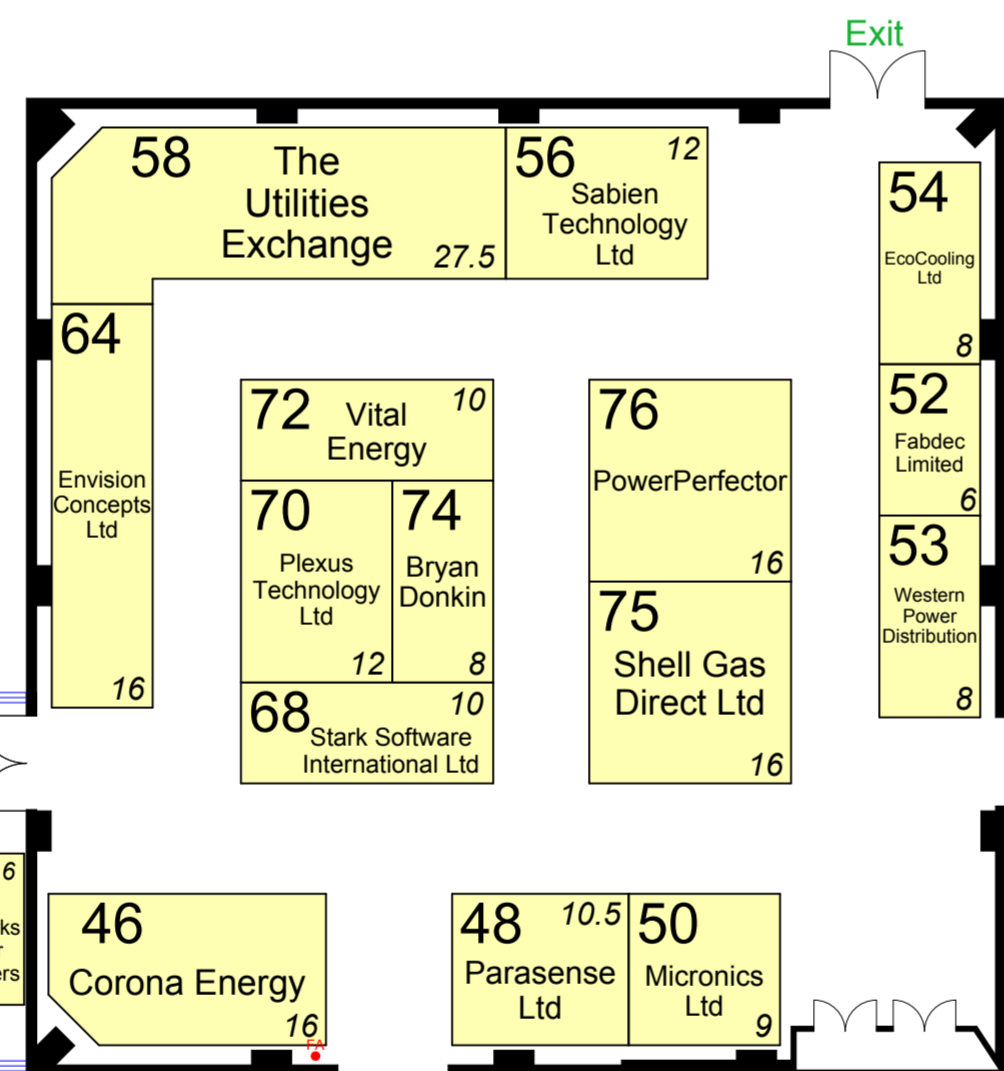 Exit
58
The
Utilities
Exchange
27.5
56
12
Sabien
Technology
Ltd
54
EcoCooling
Ltd
8
64
Envision
Concepts
Ltd
16
72
Vital
Energy
10
76
PowerPerfector
16
52
Fabdec
Limited
6
70
Plexus
Technology
Ltd
12
74
Bryan
Donkin
8
53
Western
Power
Distribution
8
75
Shell Gas
Direct Ltd
16
68
10
Stark Software
International Ltd
6
46
Corona Energy
16
FA
48
10.5
Parasense
Ltd
50
Micronics
Ltd
9